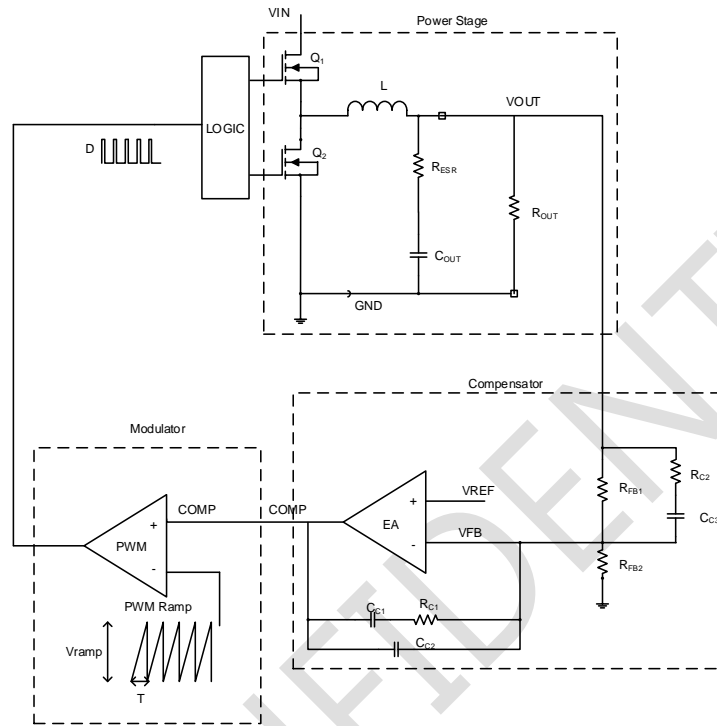 VIN
Power Stage
Q1
L
VOUT
LOGIC
D
Q2
RESR
ROUT
COUT
GND
Compensator
Modulator
RC2
COMP
COMP
VREF
RFB1
+
+
EA
CC3
PWM
VFB
-
-
RFB2
PWM Ramp
CC1
RC1
Vramp
CC2
T